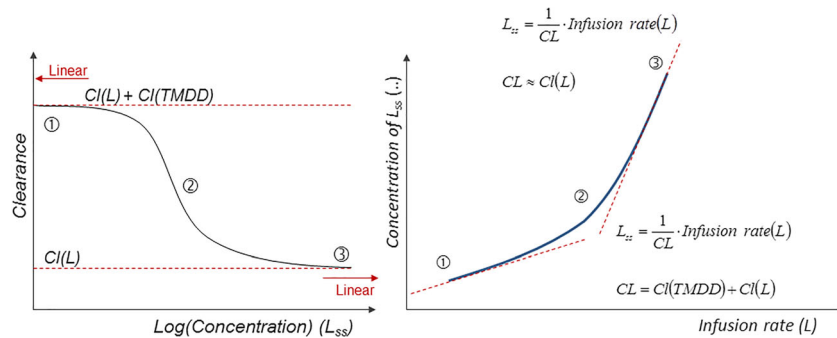 Clearance
Linear
Cl(L) + Cl(TMDD)
①
②
③
Cl(L)
Linear
Log(Concentration) (Lss)
Concentration of Lss (..)
Lss = 1/CL · Infusion rate(L)
CL ≈ Cl(L)
③
②
①
Lss = 1/CL · Infusion rate(L)
CL = Cl(TMDD) + Cl(L)
Infusion rate (L)